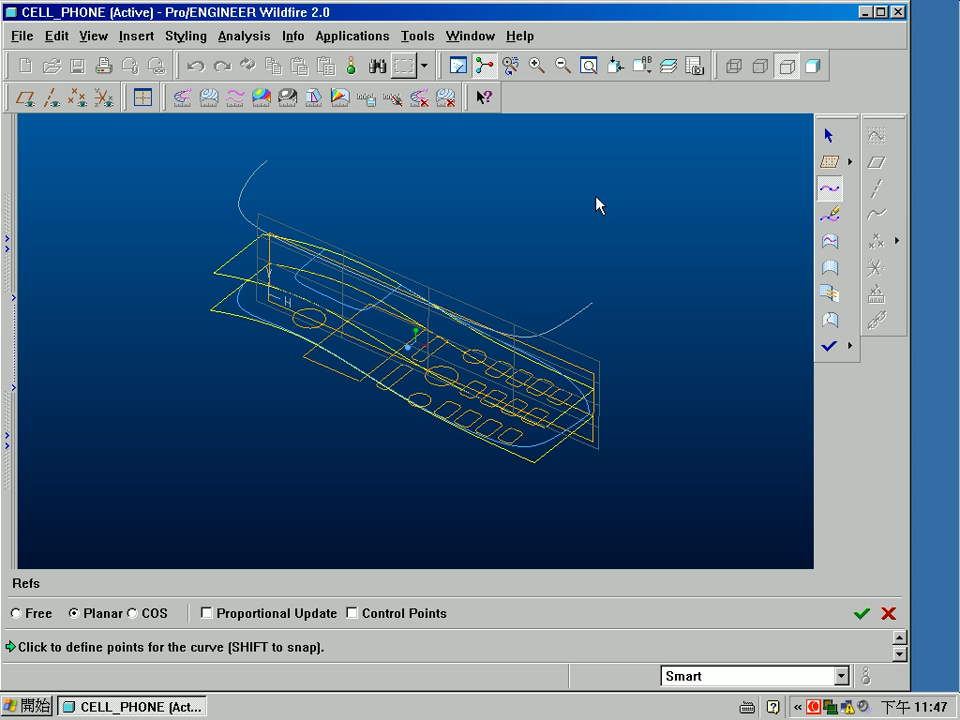 CELL_PHONE (Active) - Pro/ENGINEER Wildfire 2.0
File Edit View Insert Styling Analysis Info Applications Tools Window Help
H
Refs
Free Planar COS Proportional Update Control Points
Click to define points for the curve (SHIFT to snap).
Smart
開始 CELL_PHONE (Act... « 下午 11:47